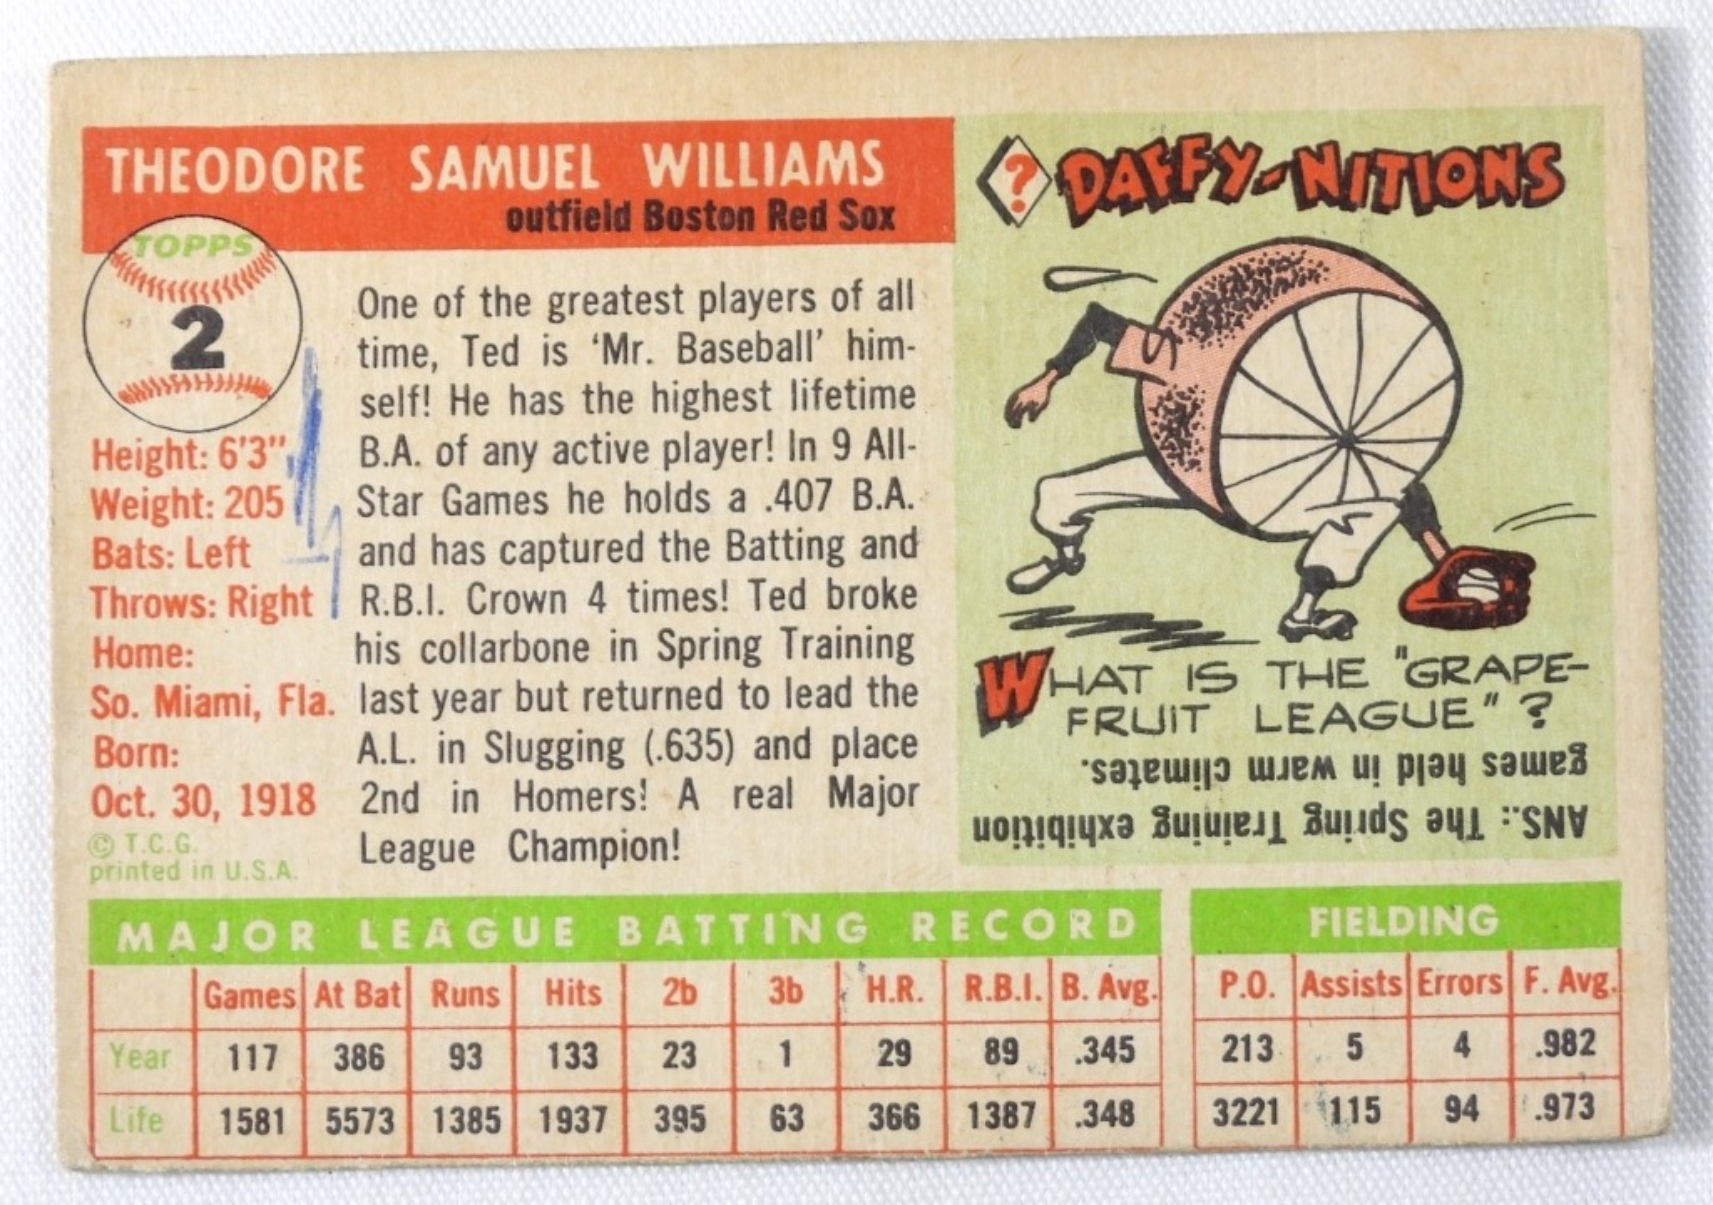 THEODORE SAMUEL WILLIAMS
outfield Boston Red Sox
TOPPS
2
Height: 6'3"
Weight: 205
Bats: Left
Throws: Right
Home:
So. Miami, Fla.
Born:
Oct. 30, 1918
© T.C.G.
printed in U.S.A.
One of the greatest players of all
time, Ted is ‘Mr. Baseball’ him-
self! He has the highest lifetime
B.A. of any active player! In 9 All-
Star Games he holds a .407 B.A.
and has captured the Batting and
R.B.I. Crown 4 times! Ted broke
his collarbone in Spring Training
last year but returned to lead the
A.L. in Slugging (.635) and place
2nd in Homers! A real Major
League Champion!
? DAFFY-NITIONS
WHAT IS THE "GRAPE-
FRUIT LEAGUE" ?
ANS.: The Spring Training exhibition
games held in warm climates.
MAJOR LEAGUE BATTING RECORD
Games At Bat Runs Hits 2b 3b H.R. R.B.I. B. Avg.
Year 117 386 93 133 23 1 29 89 .345
Life 1581 5573 1385 1937 395 63 366 1387 .348
FIELDING
P.O. Assists Errors F. Avg.
213 5 4 .982
3221 115 94 .973